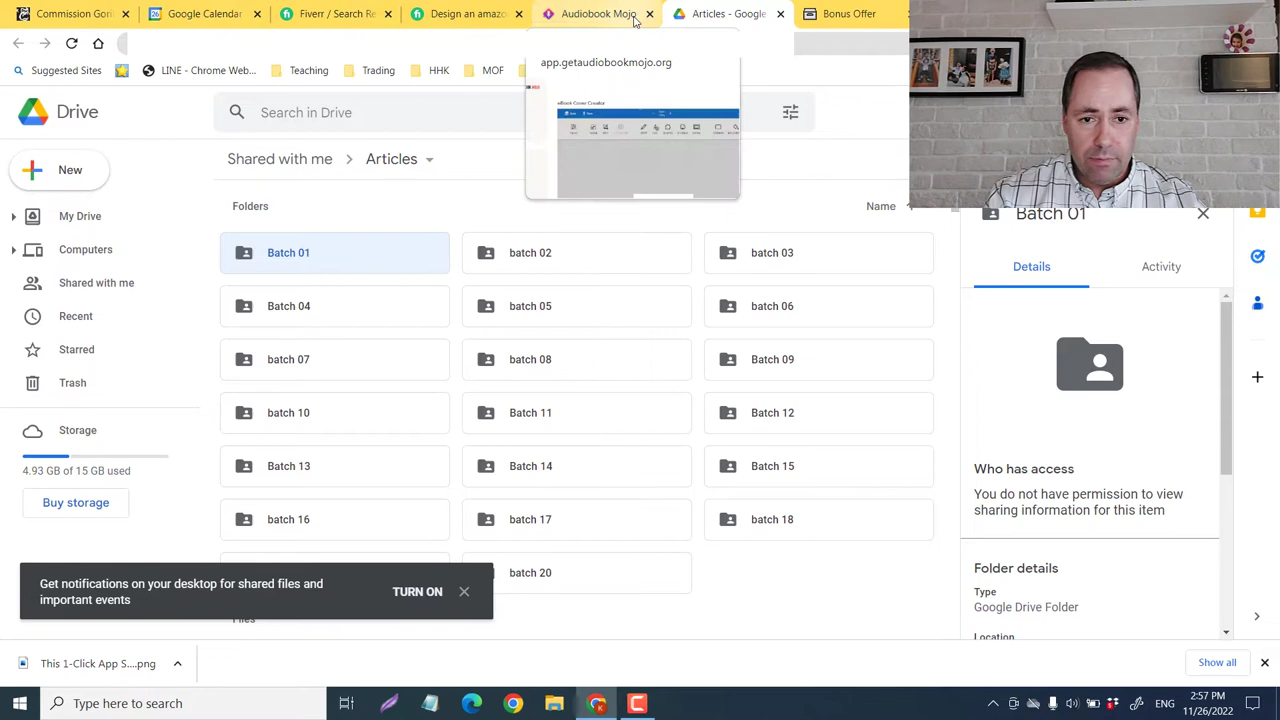 Commission Gori
Fiverr / Search Re
Design an amazo
Audiobook Mojo
Articles - Google
Bonus Offer
Suggested Sites
LINE - Chrome Web...
Teaching
Trading
HHK
MOF
app.getaudiobookmojo.org
eBook Cover Creator
Drive
Search in Drive
New
Shared with me
Articles
My Drive
Computers
Shared with me
Recent
Starred
Trash
Storage
4.93 GB of 15 GB used
Buy storage
Folders
Name
Batch 01
batch 02
batch 03
Batch 04
batch 05
batch 06
batch 07
batch 08
Batch 09
batch 10
Batch 11
Batch 12
Batch 13
Batch 14
Batch 15
batch 16
batch 17
batch 18
batch 20
Files
Batch 01
Details
Activity
Who has access
You do not have permission to view
sharing information for this item
Folder details
Type
Google Drive Folder
Location
Get notifications on your desktop for shared files and
important events
TURN ON
This 1-Click App S....png
Show all
Type here to search
ENG
2:57 PM
11/26/2022